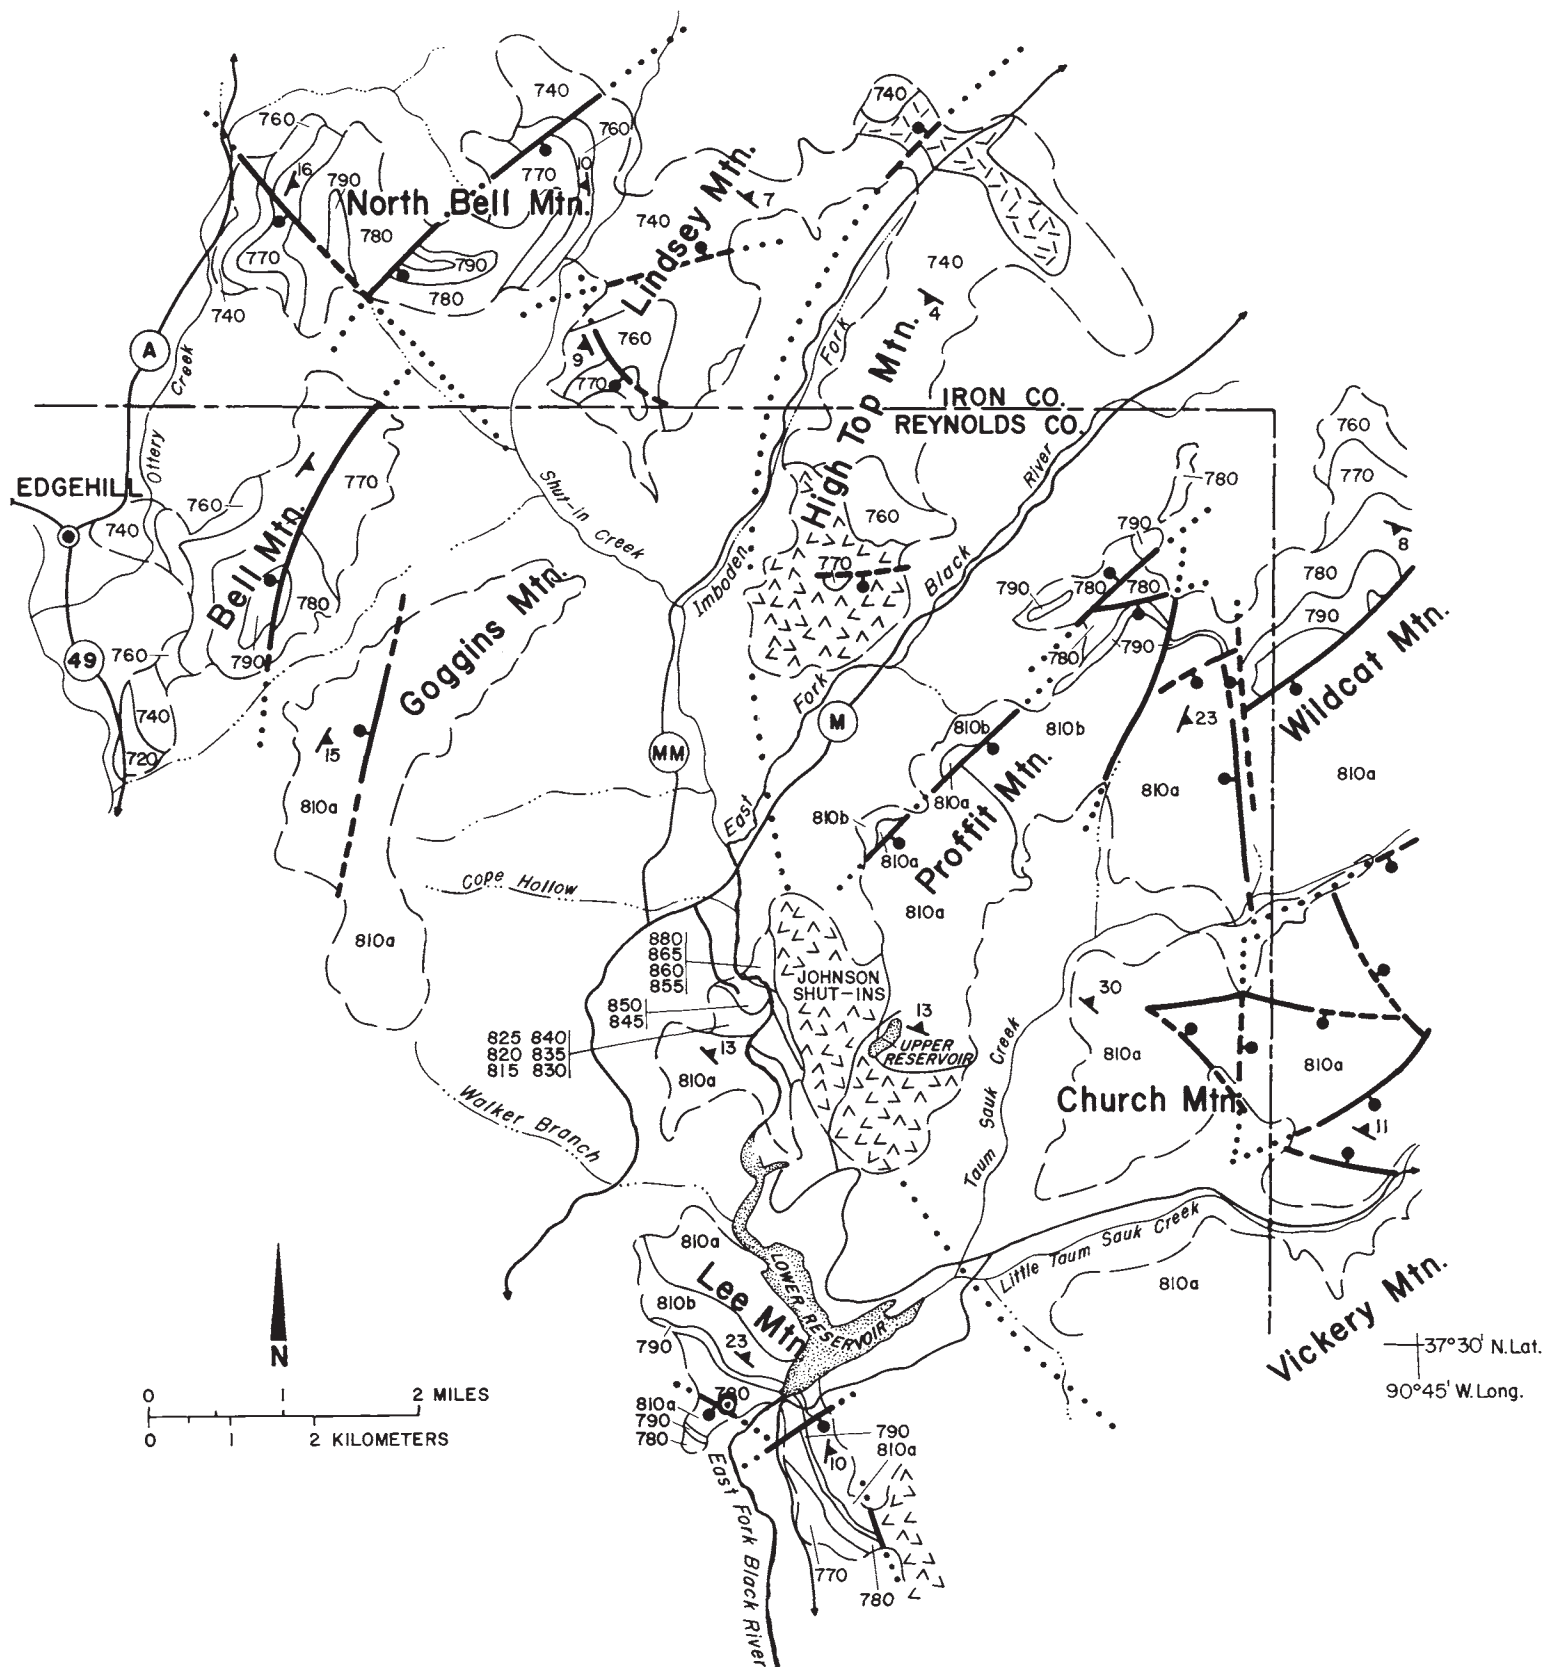 740
740
760
760
16
790
770
10
North Bell Mtn.
Lindsey Mtn.
7
740
780
770
790
780
740
740
High Top Mtn.
4
Fork
A
Creek
760
9
770
IRON CO.
REYNOLDS CO.
760
Ottery
EDGEHILL
770
760
740
Bell Mtn.
Shut-in Creek
River
780
770
790
760
8
770
Imboden
Black
780
790
780
780
790
780
790
49
760
790
780
790
Goggins Mtn.
Wildcat Mtn.
740
Fork
M
23
720
15
MM
810b
810b
810a
810a
810a
810a
East
810b
810a
Proffit Mtn.
Cope Hollow
810a
810a
880
865
860
855
JOHNSON
SHUT-INS
850
845
30
13
825 840
820 835
815 830
13
UPPER
RESERVOIR
810a
810a
810a
Taum Sauk Creek
Church Mtn.
Walker Branch
11
810a
Lee Mtn.
LOWER RESERVOIR
Little Taum Sauk Creek
810a
810b
790
23
Vickery Mtn.
37°30' N.Lat.
90°45' W.Long.
N
0 1 2 MILES
0 1 2 KILOMETERS
780
810a
790
780
790
810a
10
East Fork Black River
770
780